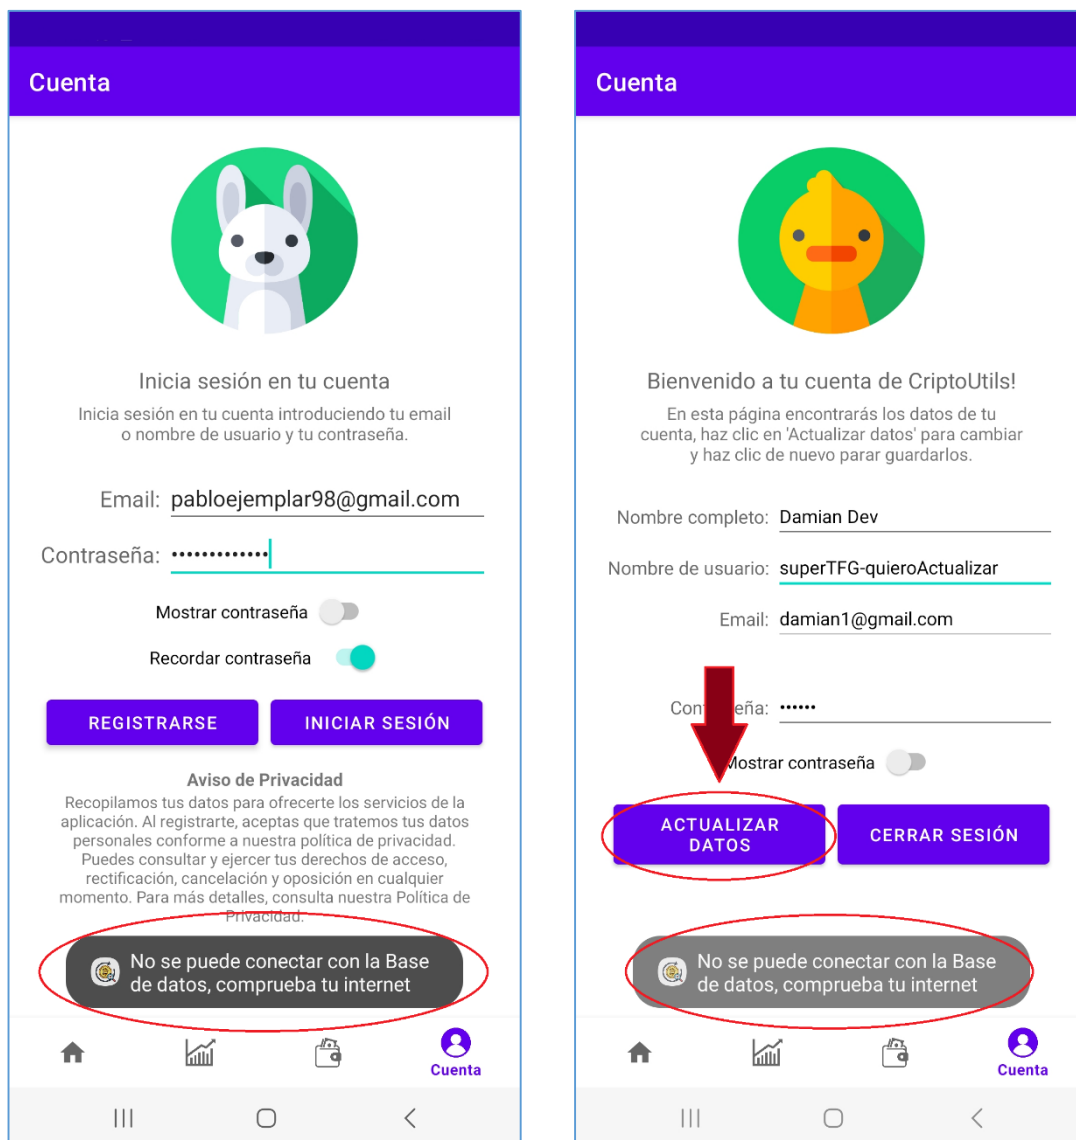 Cuenta
Inicia sesión en tu cuenta
Inicia sesión en tu cuenta introduciendo tu email
o nombre de usuario y tu contraseña.
Email: pabloejemplar98@gmail.com
Contraseña: •••••••••••••
Mostrar contraseña
Recordar contraseña
REGISTRARSE
INICIAR SESIÓN
Aviso de Privacidad
Recopilamos tus datos para ofrecerte los servicios de la
aplicación. Al registrarte, aceptas que tratemos tus datos
personales conforme a nuestra política de privacidad.
Puedes consultar y ejercer tus derechos de acceso,
rectificación, cancelación y oposición en cualquier
momento. Para más detalles, consulta nuestra Política de
Privacidad.
No se puede conectar con la Base
de datos, comprueba tu internet
Cuenta
Cuenta
Bienvenido a tu cuenta de CriptoUtils!
En esta página encontrarás los datos de tu
cuenta, haz clic en 'Actualizar datos' para cambiar
y haz clic de nuevo parar guardarlos.
Nombre completo: Damian Dev
Nombre de usuario: superTFG-quieroActualizar
Email: damian1@gmail.com
Contraseña: ••••••
Mostrar contraseña
ACTUALIZAR
DATOS
CERRAR SESIÓN
No se puede conectar con la Base
de datos, comprueba tu internet
Cuenta